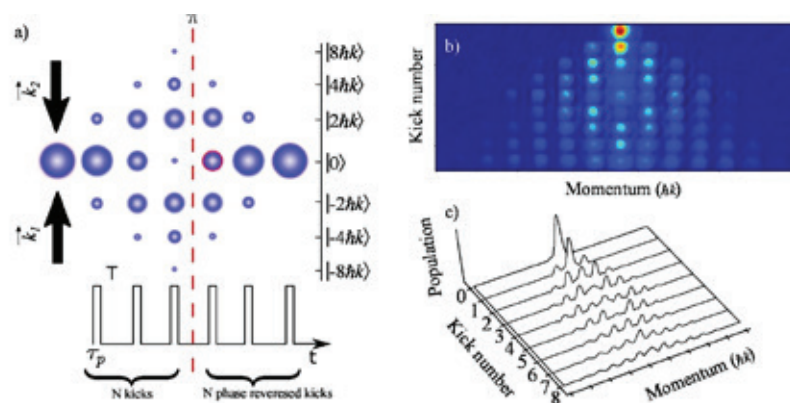 a)
π
|8ħk⟩
|4ħk⟩
|2ħk⟩
|0⟩
|-2ħk⟩
|-4ħk⟩
|-8ħk⟩
k₂
k₁
T
τₚ
t
N kicks
N phase reveresed kicks
b)
Kick number
Momentum (ħk)
c)
Population
0
1
2
3
4
5
6
7
8
Kick number
Momentum (ħk)